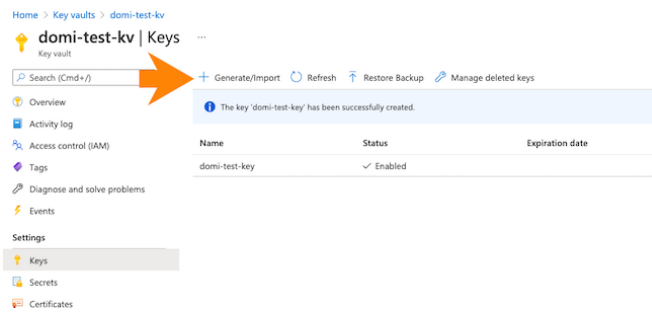 Home > Key vaults > domi-test-kv
domi-test-kv | Keys ...
Key vault
Search (Cmd+/)
Generate/Import Refresh Restore Backup Manage deleted keys
Overview
The key 'domi-test-key' has been successfully created.
Activity log
Access control (IAM)
Name Status Expiration date
Tags
domi-test-key Enabled
Diagnose and solve problems
Events
Settings
Keys
Secrets
Certificates